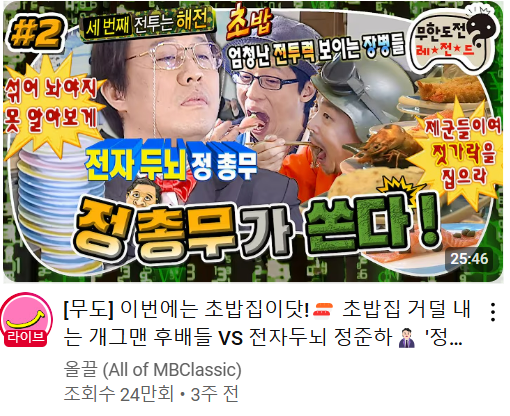 #2
세 번째 전투는 해전
초밥
엄청난 전투력 보이는 장병들
무한도전
레★전★드
섞어 놔야지
못 알아보게
제군들이여
젓가락을
집으라
전자두뇌 정 총무
정 총무가 쏜다!
25:46
[무도] 이번에는 초밥집이닷!🍣 초밥집 거덜 내
는 개그맨 후배들 VS 전자두뇌 정준하🤵🏻 '정...
라이브
올끌 (All of MBClassic)
조회수 24만회 • 3주 전